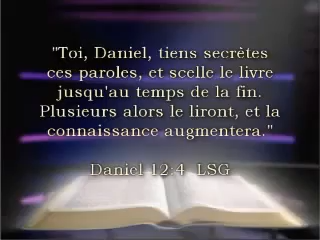 "Toi, Daniel, tiens secrètes
ces paroles, et scelle le livre
jusqu'au temps de la fin.
Plusieurs alors le liront, et la
connaissance augmentera."
Daniel 12:4 LSG